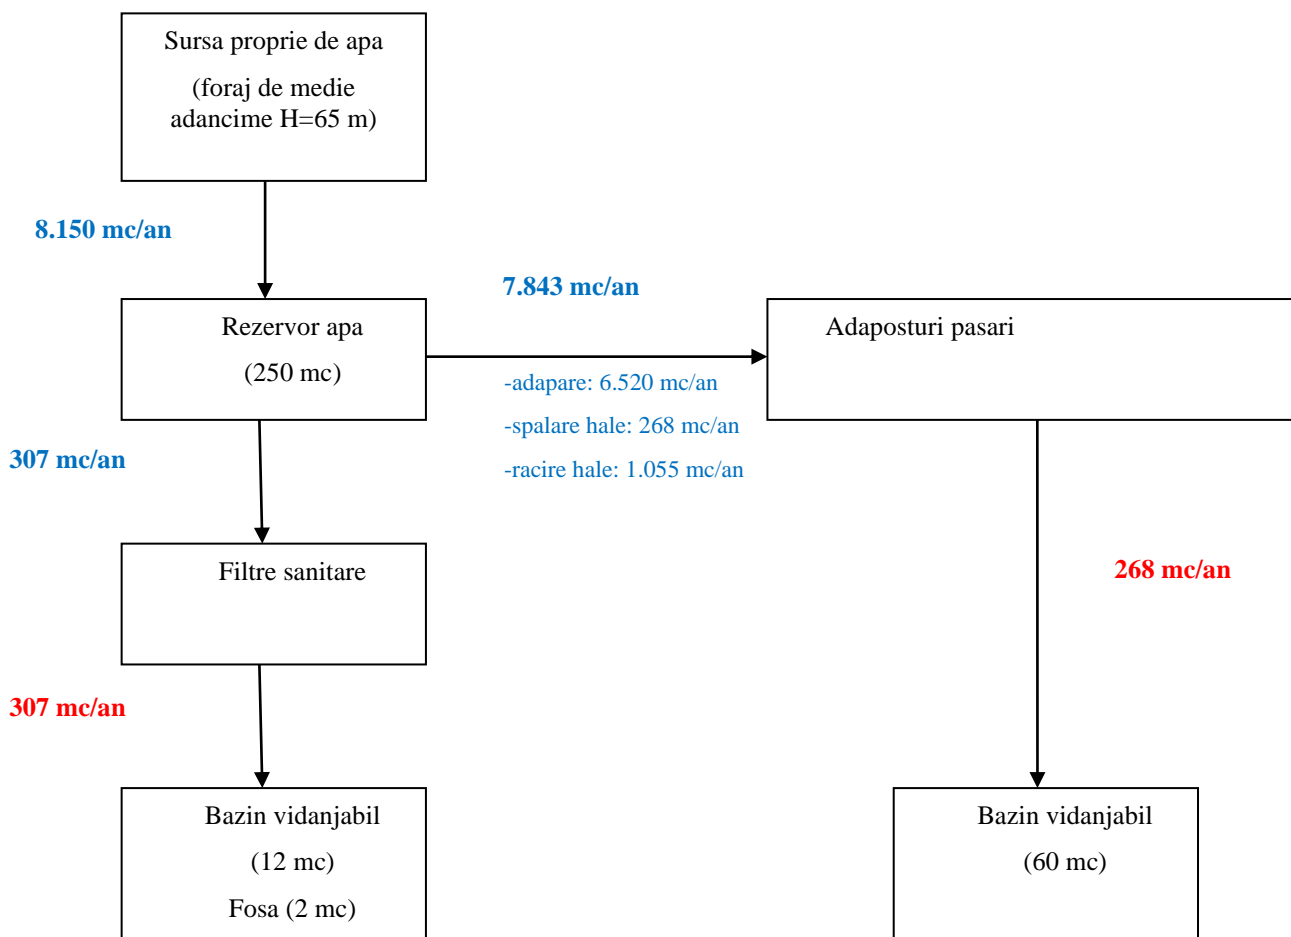 Sursa proprie de apa
(foraj de medie
adancime H=65 m)
8.150 mc/an
7.843 mc/an
Rezervor apa
(250 mc)
Adaposturi pasari
-adapare: 6.520 mc/an
-spalare hale: 268 mc/an
-racire hale: 1.055 mc/an
307 mc/an
Filtre sanitare
268 mc/an
307 mc/an
Bazin vidanjabil
(12 mc)
Fosa (2 mc)
Bazin vidanjabil
(60 mc)